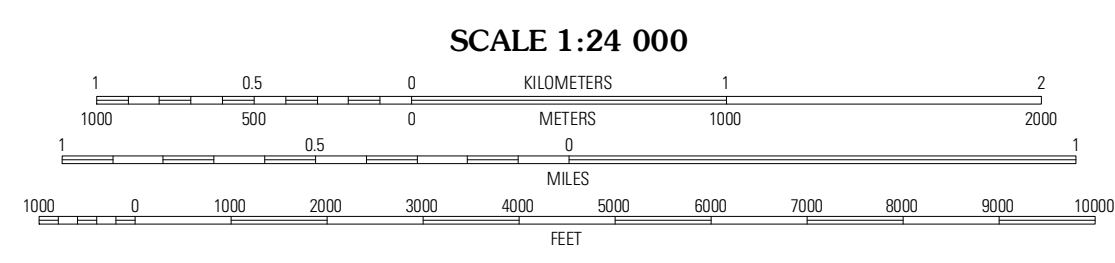 SCALE 1:24 000
1 0.5 0 KILOMETERS 1 2
1000 500 0 METERS 1000 2000
1 0.5 0 1
MILES
1000 0 1000 2000 3000 4000 5000 6000 7000 8000 9000 10000
FEET